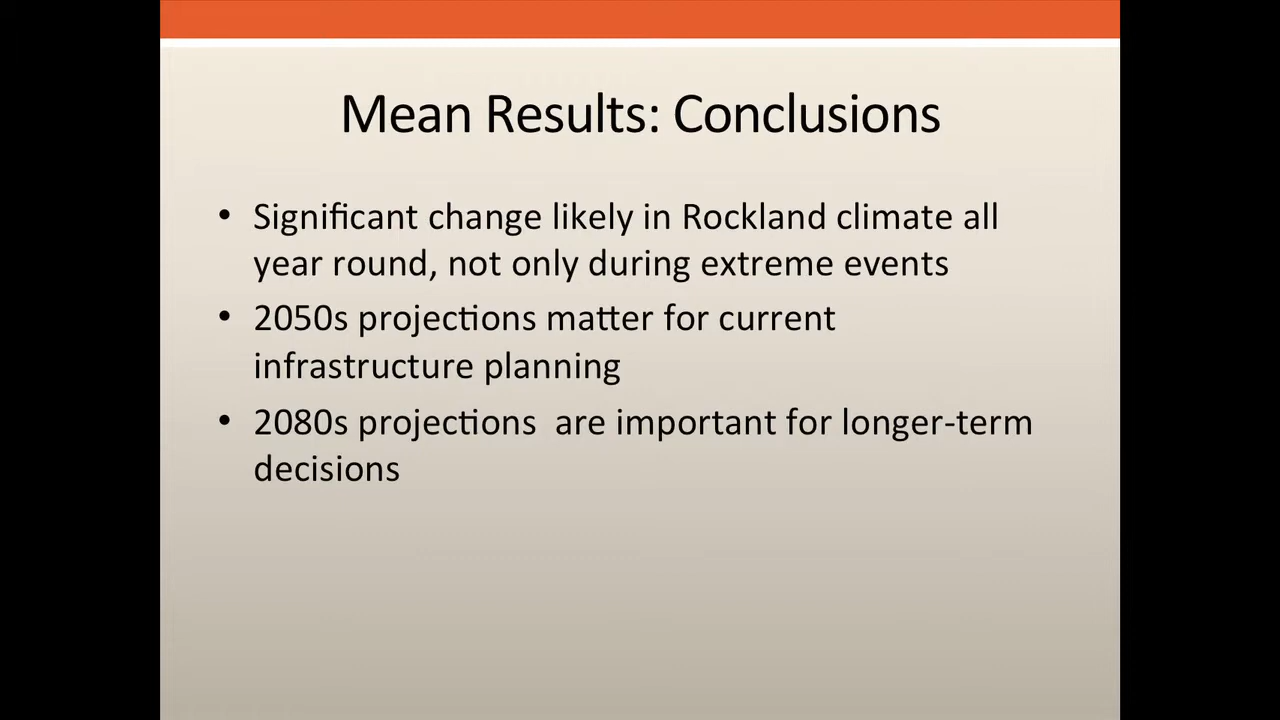 Mean Results: Conclusions
• Significant change likely in Rockland climate all
year round, not only during extreme events
• 2050s projections matter for current
infrastructure planning
• 2080s projections  are important for longer-term
decisions